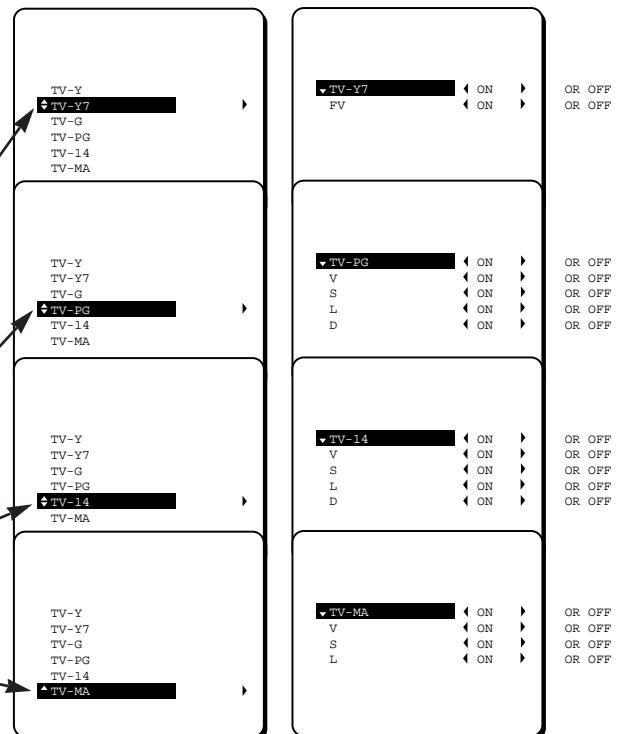 TV-Y
TV-Y7
TV-G
TV-PG
TV-14
TV-MA
TV-Y7 ON OR OFF
FV ON OR OFF
TV-Y
TV-Y7
TV-G
TV-PG
TV-14
TV-MA
TV-PG ON OR OFF
V ON OR OFF
S ON OR OFF
L ON OR OFF
D ON OR OFF
TV-Y
TV-Y7
TV-G
TV-PG
TV-14
TV-MA
TV-14 ON OR OFF
V ON OR OFF
S ON OR OFF
L ON OR OFF
D ON OR OFF
TV-Y
TV-Y7
TV-G
TV-PG
TV-14
TV-MA
TV-MA ON OR OFF
V ON OR OFF
S ON OR OFF
L ON OR OFF